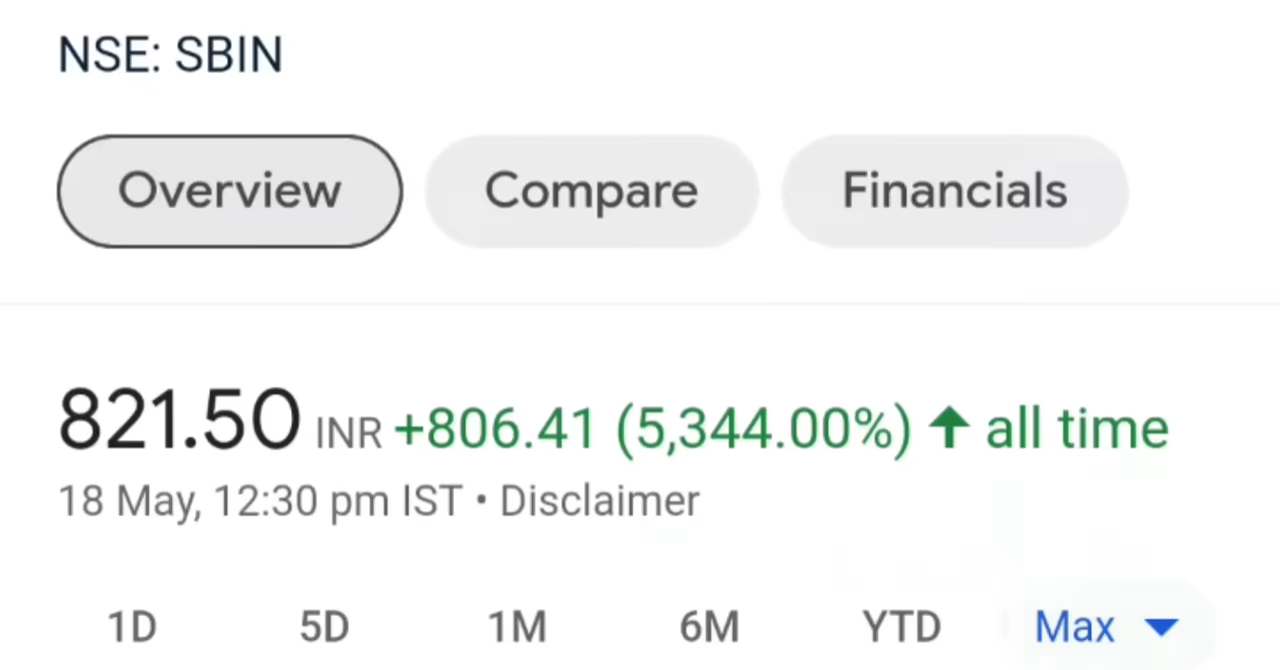 NSE: SBIN
Overview Compare Financials
821.50 INR +806.41 (5,344.00%) ↑ all time
18 May, 12:30 pm IST • Disclaimer
1D 5D 1M 6M YTD Max